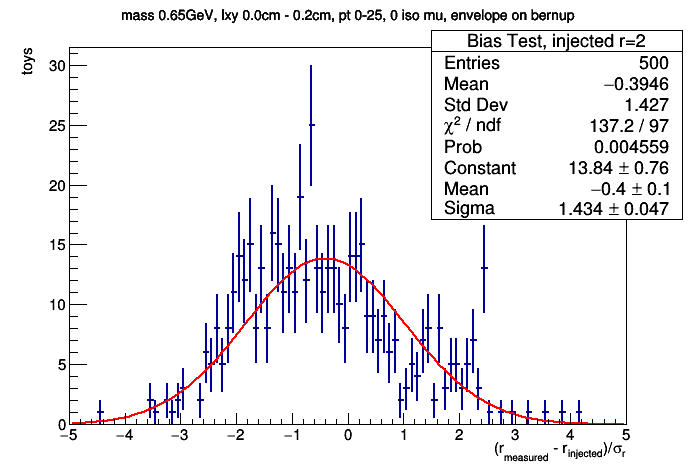 mass 0.65GeV, lxy 0.0cm - 0.2cm, pt 0-25, 0 iso mu, envelope on bernup
toys
Bias Test, injected r=2
Entries 500
Mean −0.3946
Std Dev 1.427
χ² / ndf 137.2 / 97
Prob 0.004559
Constant 13.84 ± 0.76
Mean −0.4 ± 0.1
Sigma 1.434 ± 0.047
30
25
20
15
10
5
0
−5 −4 −3 −2 −1 0 1 2 3 4 5
(r_measured - r_injected)/σ_r